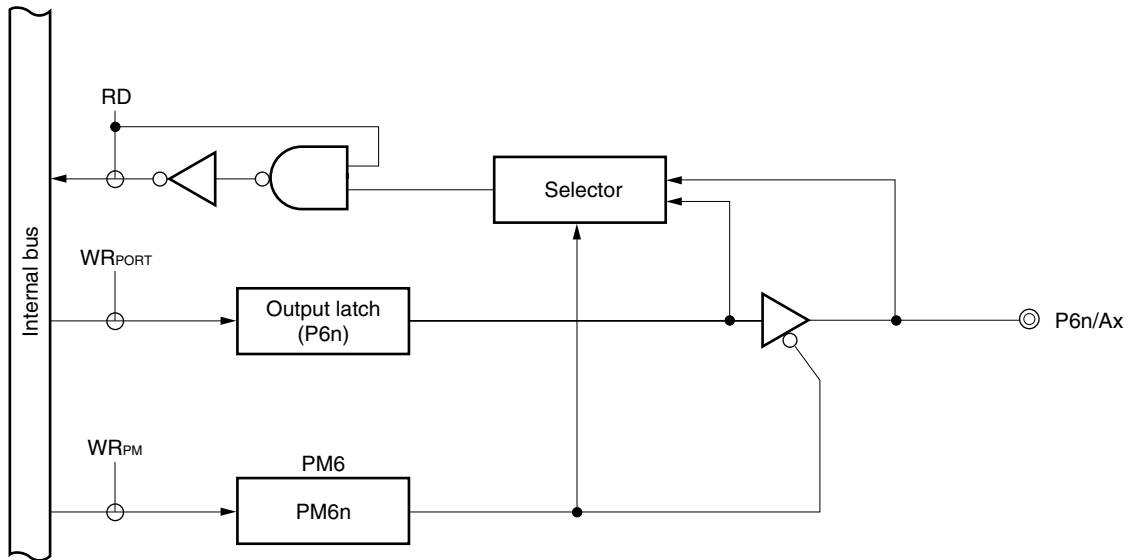 RD
Selector
Internal bus
WRPORT
Output latch
(P6n)
P6n/Ax
WRPM
PM6
PM6n